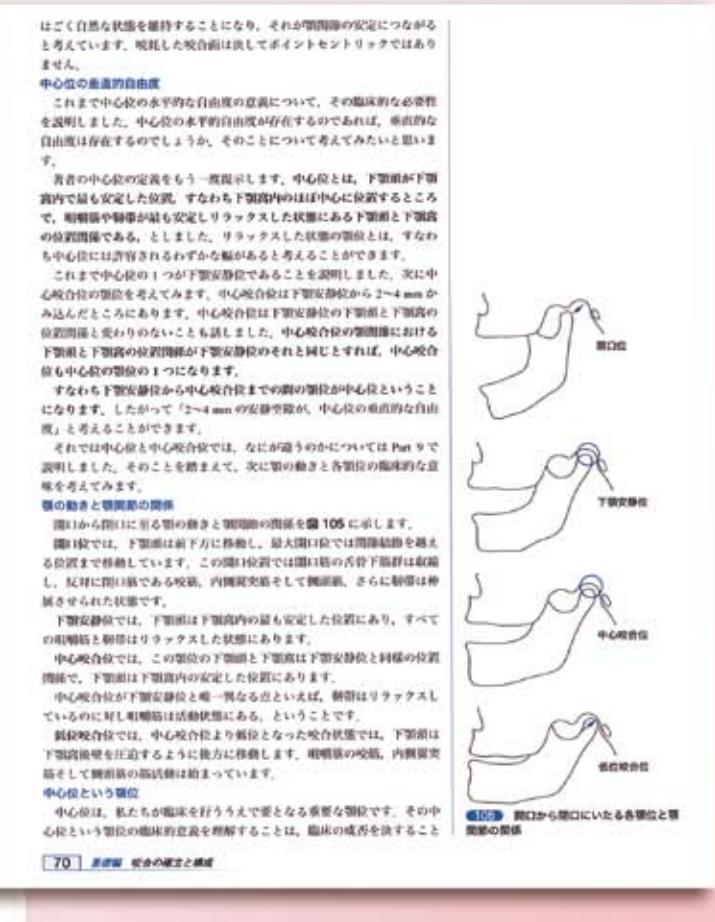 はごく自然な状態を維持することになり，それが顎関節の安定につながる
と考えています．咬耗した咬合面は決してポイントセントリックではあり
ません．
中心位の垂直的自由度
これまで中心位の水平的な自由度の意義について，その臨床的な必要性
を説明しました．中心位の水平的自由度が存在するのであれば，垂直的な
自由度は存在するのでしょうか，そのことについて考えてみたいと思いま
す．
著者の中心位の定義をもう一度提示します．中心位とは，下顎頭が下顎
窩内で最も安定した位置，すなわち下顎窩内のほぼ中心に位置するところ
で，咀嚼筋や靭帯が最も安定しリラックスした状態にある下顎頭と下顎窩
の位置関係である，としました．リラックスした状態の顎位とは，すなわ
ち中心位には許容されるわずかな幅があると考えることができます．
これまで中心位の1つが下顎安静位であることを説明しました．次に中
心咬合位の顎位を考えてみます．中心咬合位は下顎安静位から2〜4 mm か
み込んだところにあります．中心咬合位は下顎安静位の下顎頭と下顎窩の
位置関係と変わりのないことも話しました．中心咬合位の顎関節における
下顎頭と下顎窩の位置関係が下顎安静位のそれと同じとすれば，中心咬合
位も中心位の顎位の1つになります．
すなわち下顎安静位から中心咬合位までの間の顎位が中心位ということ
になります．したがって「2〜4 mm の安静空隙が，中心位の垂直的な自由
度」と考えることができます．
それでは中心位と中心咬合位では，なにが違うのかについては Part 9 で
説明しました．そのことを踏まえて，次に顎の動きと各顎位の臨床的な意
味を考えてみます．
顎の動きと顎関節の関係
開口から閉口に至る顎の動きと顎関節の関係を図 105 に示します．
開口位では，下顎頭は前下方に移動し，最大開口位では関節結節を越え
る位置まで移動しています．この開口位置では開口筋の舌骨下筋群は収縮
し，反対に閉口筋である咬筋，内側翼突筋そして側頭筋，さらに靭帯は伸
展させられた状態です．
下顎安静位では，下顎頭は下顎窩内の最も安定した位置にあり，すべて
の咀嚼筋と靭帯はリラックスした状態にあります．
中心咬合位では，この顎位の下顎頭と下顎窩は下顎安静位と同様の位置
関係で，下顎頭は下顎窩内の安定した位置にあります．
中心咬合位が下顎安静位と唯一異なる点といえば，靭帯はリラックスし
ているのに対し咀嚼筋は活動状態にある，ということです．
低位咬合位では，中心咬合位より低位となった咬合状態では，下顎頭は
下顎窩後壁を圧迫するように後方に移動します．咀嚼筋の咬筋，内側翼突
筋そして側頭筋の筋活動は始まっています．
中心位という顎位
中心位は，私たちが臨床を行ううえで要となる重要な顎位です．その中
心位という顎位の臨床的意義を理解することは，臨床の成否を決すること
70 基礎編 咬合の確立と構成
開口位
下顎安静位
中心咬合位
低位咬合位
105 開口から閉口にいたる各顎位と顎
関節の関係